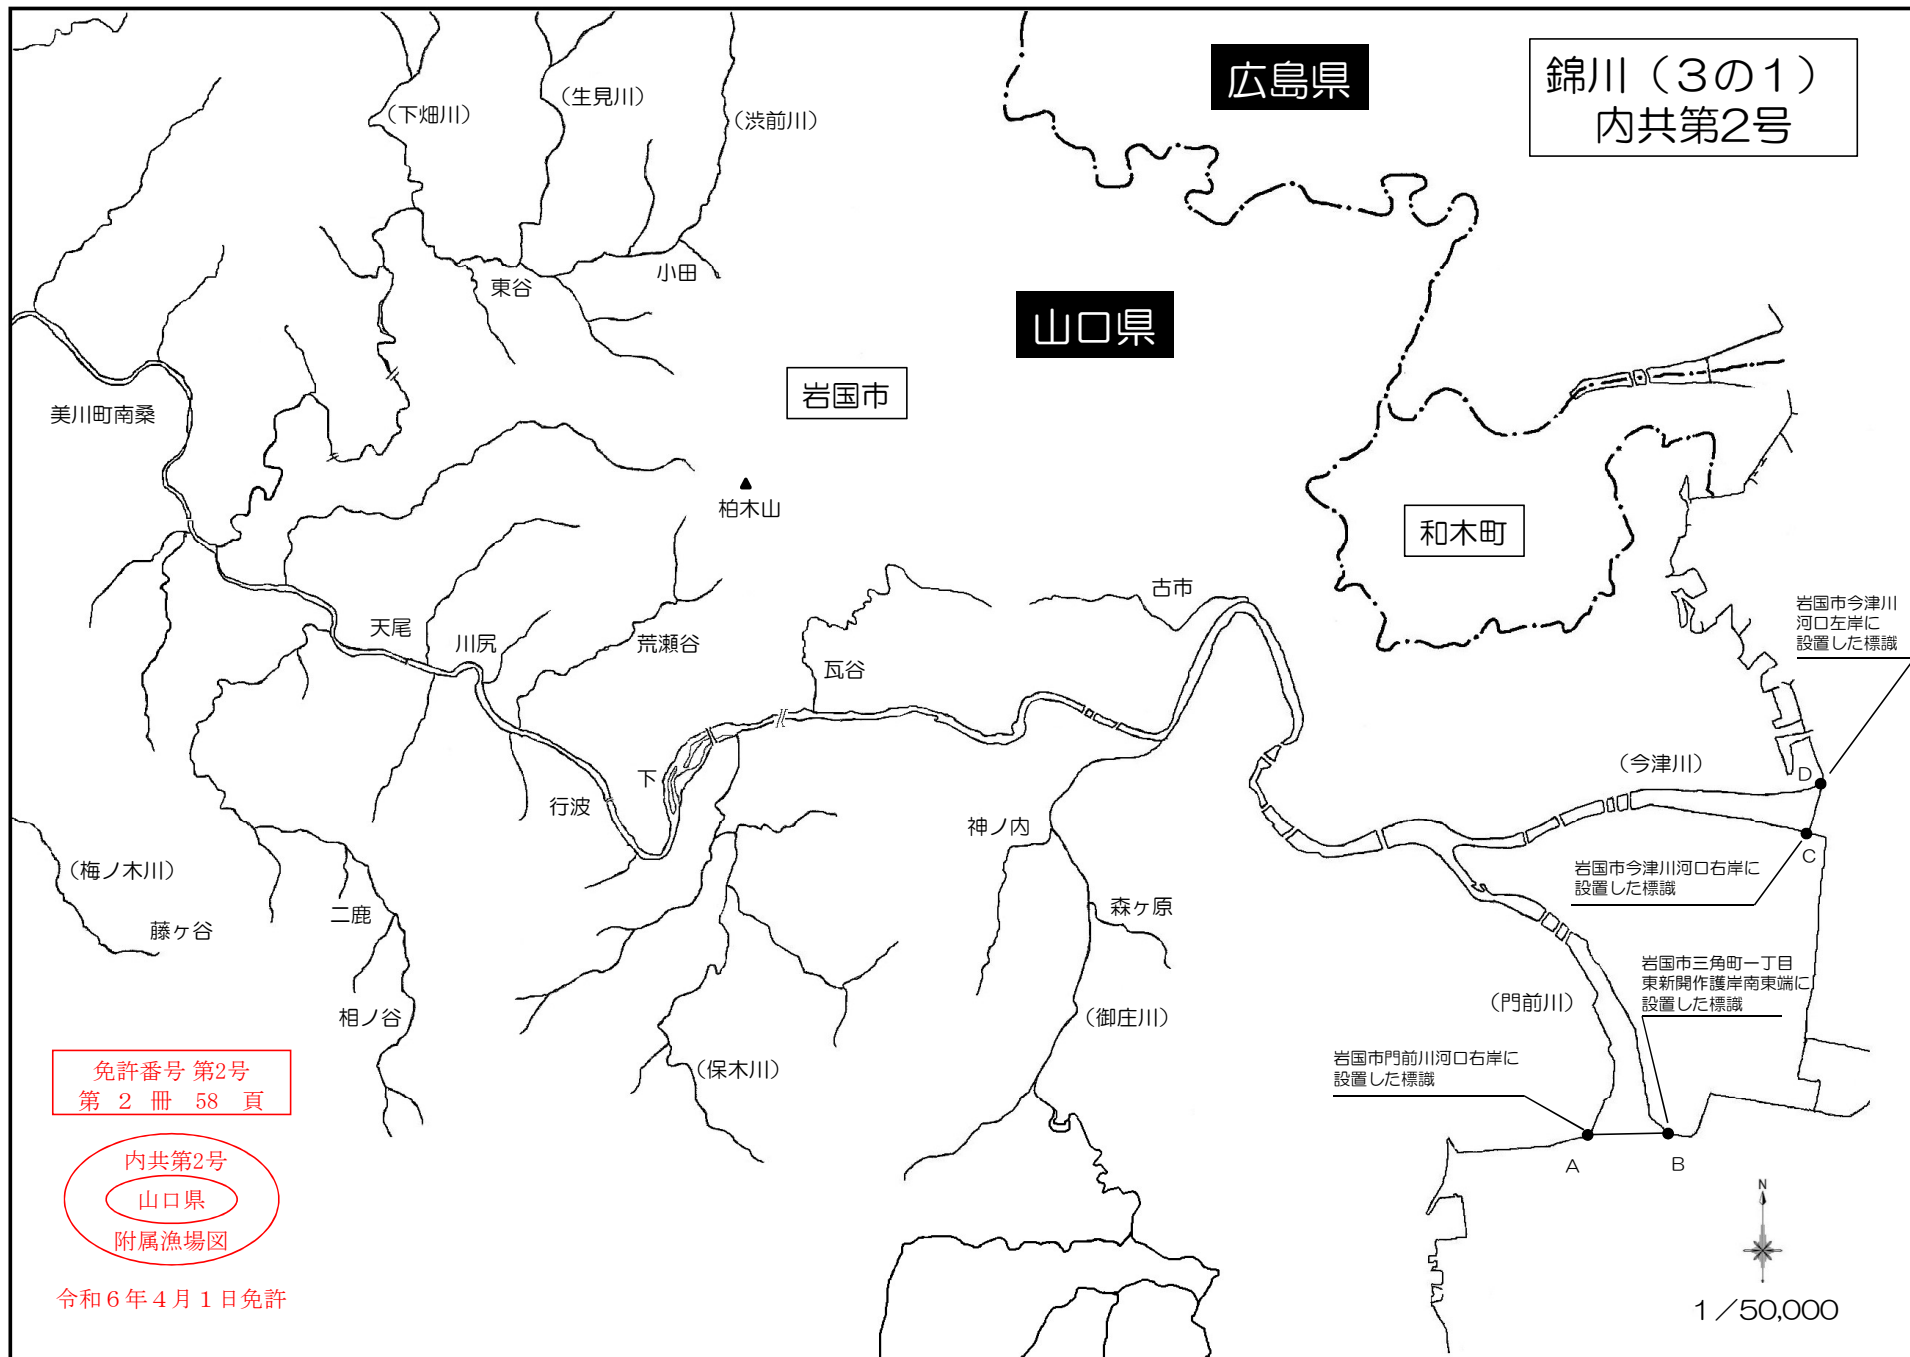 広島県
錦川（３の１）
内共第２号
（下畑川）
（生見川）
（渋前川）
小田
東谷
山口県
岩国市
美川町南桑
柏木山
和木町
古市
天尾
川尻
荒瀬谷
瓦谷
岩国市今津川
河口左岸に
設置した標識
（今津川）
D
下
行波
神ノ内
C
（梅ノ木川）
藤ヶ谷
二鹿
森ヶ原
岩国市今津川河口右岸に
設置した標識
岩国市三角町一丁目
東新開作護岸南東端に
設置した標識
相ノ谷
（御庄川）
（門前川）
（保木川）
岩国市門前川河口右岸に
設置した標識
A
B
免許番号 第2号
第 2 冊 58 頁
内共第2号
山口県
附属漁場図
令和６年４月１日免許
N
１／50,000